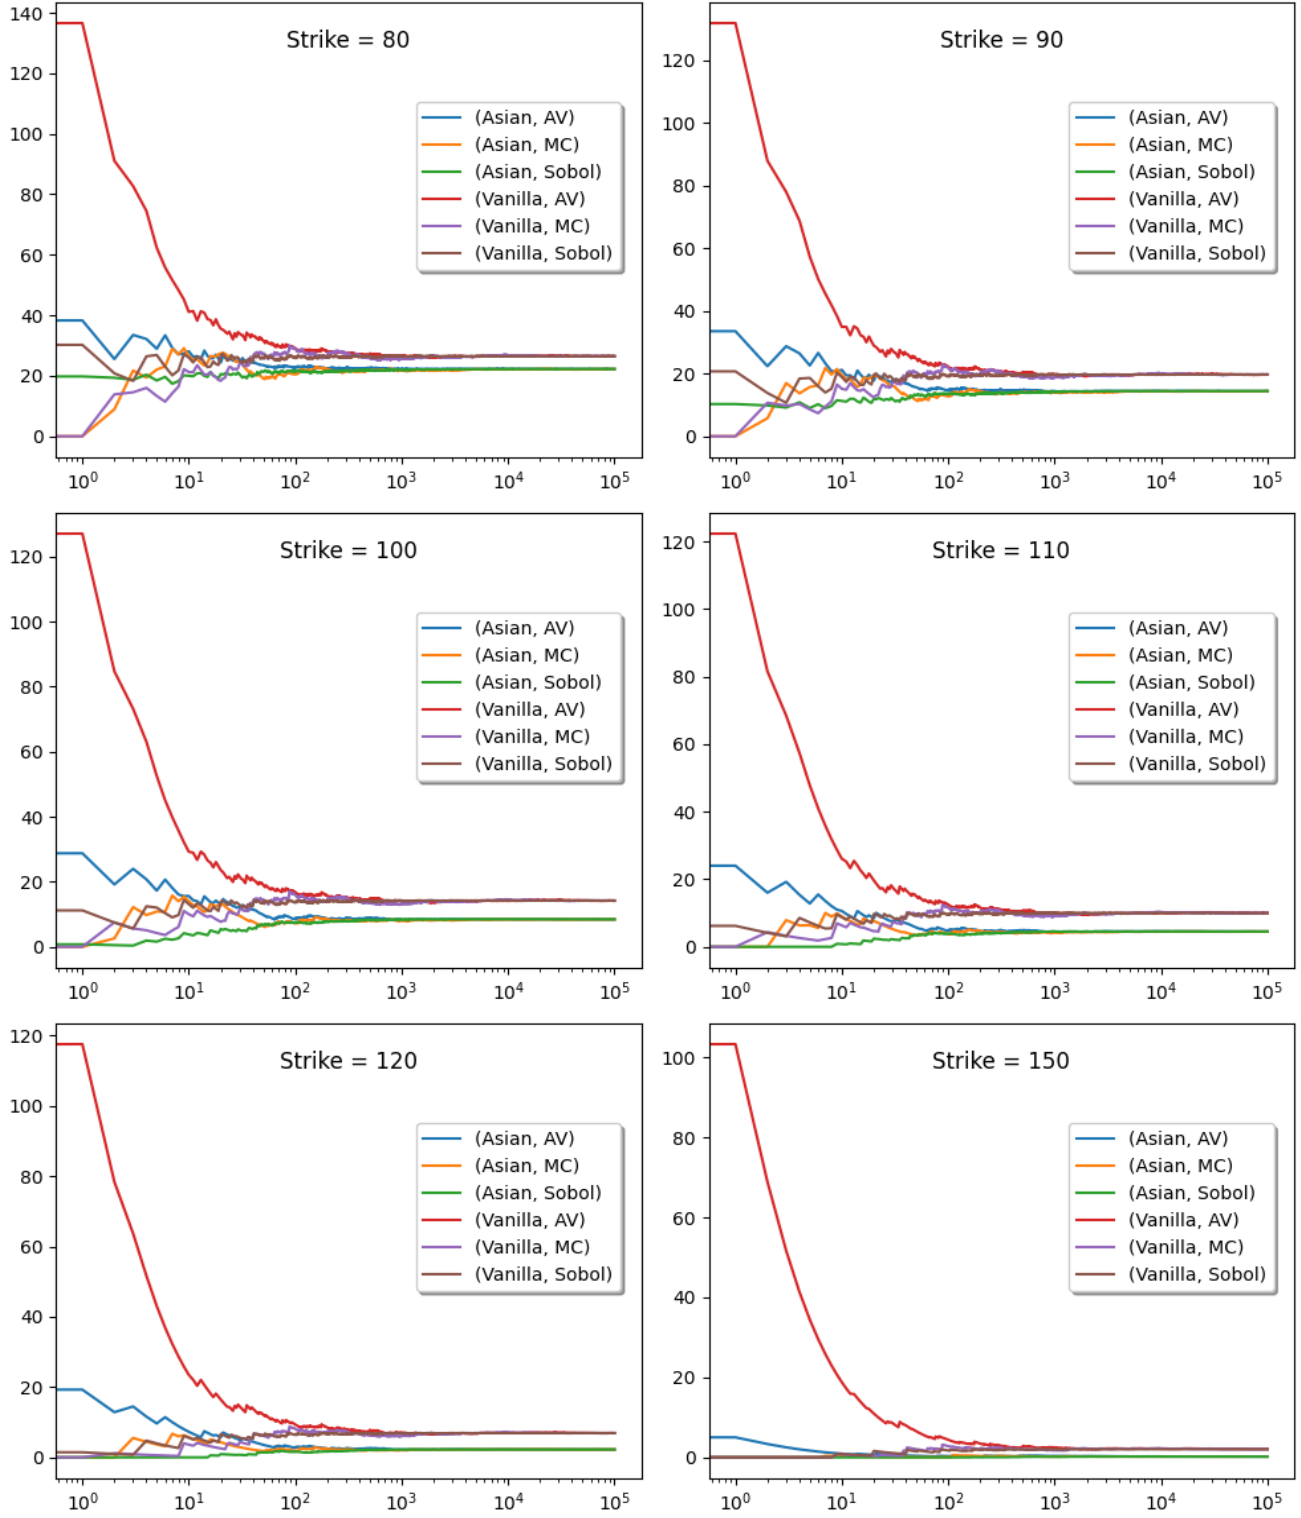 Strike = 80
140
120
100
80
60
40
20
0
(Asian, AV)
(Asian, MC)
(Asian, Sobol)
(Vanilla, AV)
(Vanilla, MC)
(Vanilla, Sobol)
10⁰ 10¹ 10² 10³ 10⁴ 10⁵
Strike = 90
120
100
80
60
40
20
0
(Asian, AV)
(Asian, MC)
(Asian, Sobol)
(Vanilla, AV)
(Vanilla, MC)
(Vanilla, Sobol)
10⁰ 10¹ 10² 10³ 10⁴ 10⁵
Strike = 100
120
100
80
60
40
20
0
(Asian, AV)
(Asian, MC)
(Asian, Sobol)
(Vanilla, AV)
(Vanilla, MC)
(Vanilla, Sobol)
10⁰ 10¹ 10² 10³ 10⁴ 10⁵
Strike = 110
120
100
80
60
40
20
0
(Asian, AV)
(Asian, MC)
(Asian, Sobol)
(Vanilla, AV)
(Vanilla, MC)
(Vanilla, Sobol)
10⁰ 10¹ 10² 10³ 10⁴ 10⁵
Strike = 120
120
100
80
60
40
20
0
(Asian, AV)
(Asian, MC)
(Asian, Sobol)
(Vanilla, AV)
(Vanilla, MC)
(Vanilla, Sobol)
10⁰ 10¹ 10² 10³ 10⁴ 10⁵
Strike = 150
100
80
60
40
20
0
(Asian, AV)
(Asian, MC)
(Asian, Sobol)
(Vanilla, AV)
(Vanilla, MC)
(Vanilla, Sobol)
10⁰ 10¹ 10² 10³ 10⁴ 10⁵